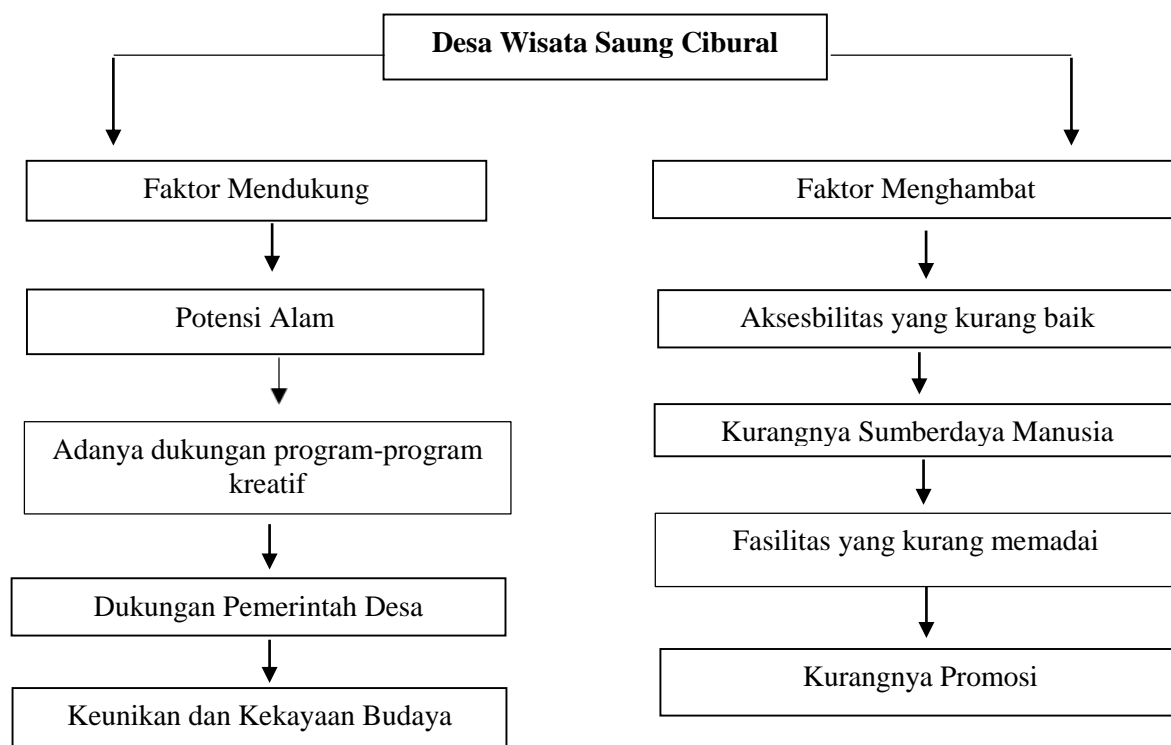 Desa Wisata Saung Cibural
Faktor Mendukung
Potensi Alam
Adanya dukungan program-program
kreatif
Dukungan Pemerintah Desa
Keunikan dan Kekayaan Budaya
Faktor Menghambat
Aksesbilitas yang kurang baik
Kurangnya Sumberdaya Manusia
Fasilitas yang kurang memadai
Kurangnya Promosi